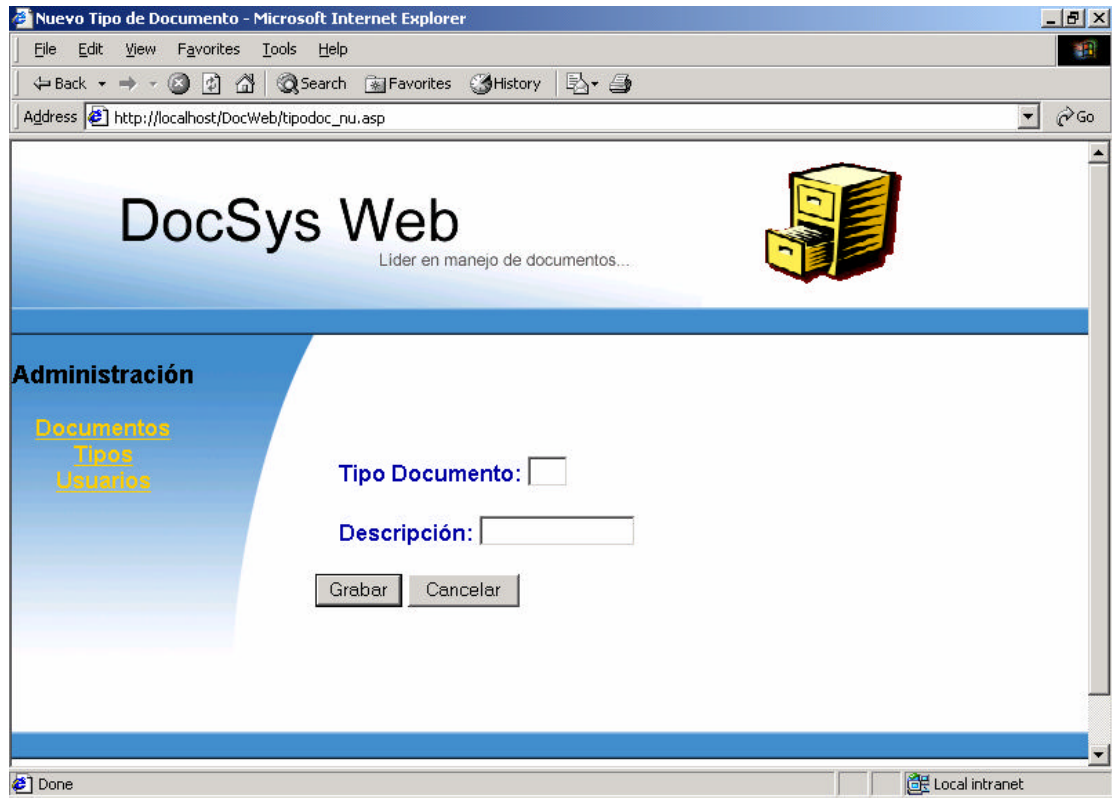 Nuevo Tipo de Documento - Microsoft Internet Explorer
File Edit View Favorites Tools Help
Back Search Favorites History
Address http://localhost/DocWeb/tipodoc_nu.asp Go
DocSys Web
Lider en manejo de documentos...
Administración
Documentos
Tipos
Usuarios
Tipo Documento:
Descripción:
Grabar Cancelar
Done Local intranet